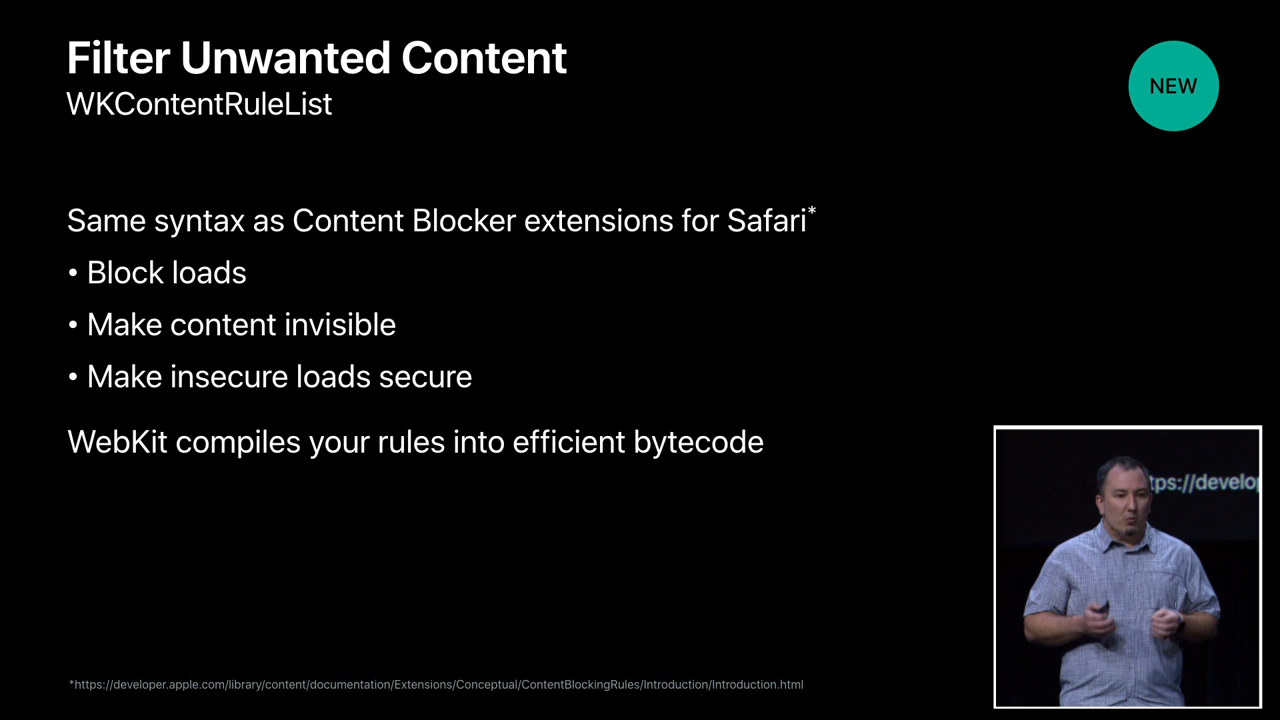 Filter Unwanted Content
WKContentRuleList
NEW
Same syntax as Content Blocker extensions for Safari*
• Block loads
• Make content invisible
• Make insecure loads secure
WebKit compiles your rules into efficient bytecode
tps://develop
*https://developer.apple.com/library/content/documentation/Extensions/Conceptual/ContentBlockingRules/Introduction/Introduction.html